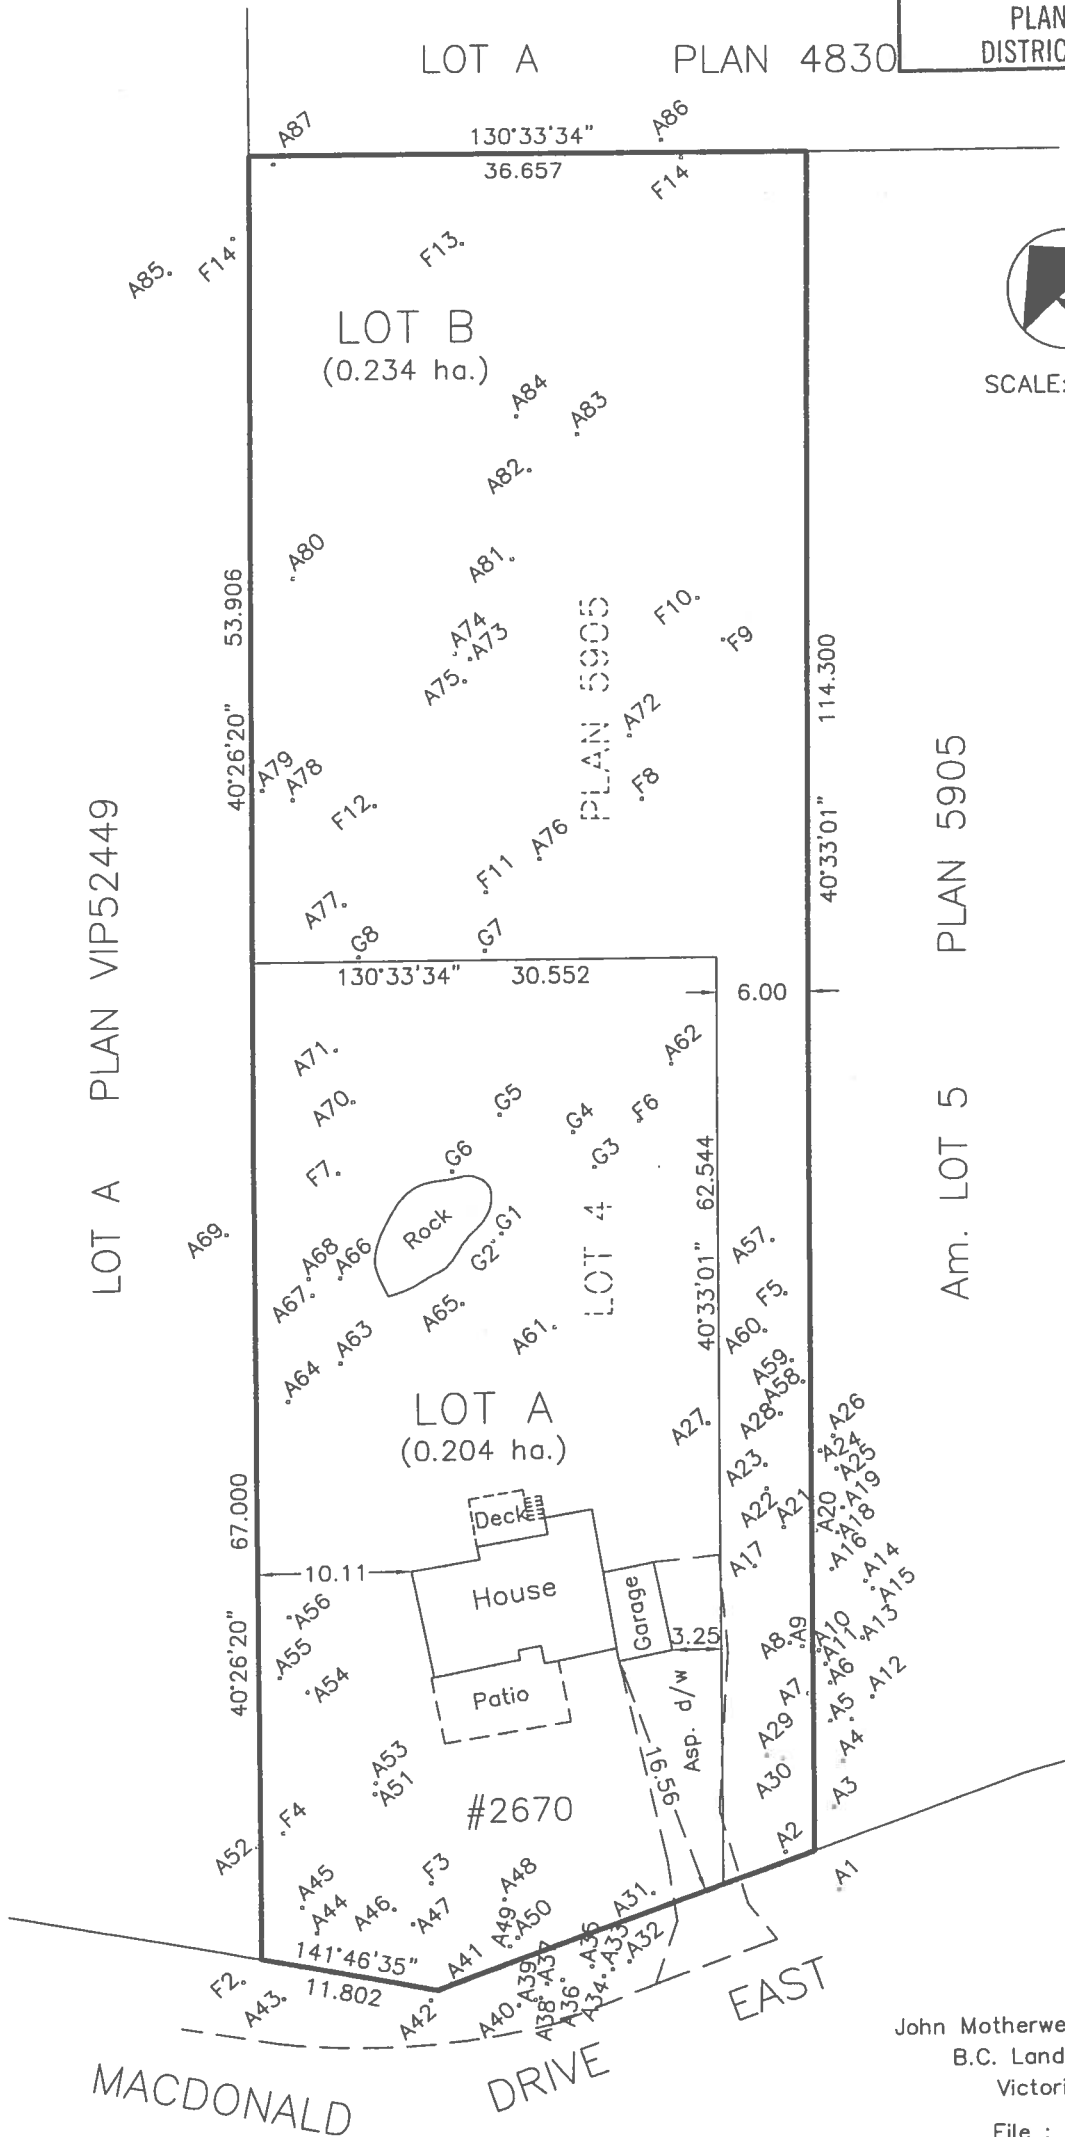 PLAN
DISTRIC
LOT A PLAN 4830
A87
130°33'34"
A86
36.657
F14
A85
F14
F13
LOT B
(0.234 ha.)
SCALE:
A84
A83
A82
A80
A81
53.906
40°26'20"
F10
F9
A74
A73
A75
PLAN 5905
114.300
40°33'01"
A72
A79
A78
F12
F8
A76
F11
A77
G8
G7
LOT A PLAN VIP52449
Am. LOT 5 PLAN 5905
130°33'34" 30.552
6.00
A71
A62
A70
G5
G4
F6
G3
F7
G6
62.544
40°33'01"
Rock
G1
G2
LOT 4
A69
A68
A66
A67
A65
A57
F5
A61
A60
A63
A64
A59
A58
LOT A
(0.204 ha.)
A27
A28
A26
A24
A25
A23
A22
A21
A20
A19
A18
67.000
40°26'20"
Deck
10.11
House
Garage
A17
A16
A14
A15
A56
3.25
A8
A9
A10
A11
A13
A55
A54
Patio
Asp. d/w
A7
A6
A12
A5
A29
A4
A53
A51
16.56
A30
A3
#2670
F4
A52
A2
A1
A45
F3
A48
A44
A46
A47
A49
A50
A31
141°46'35"
11.802
A41
A37
A36
A33
A32
F2
A43
A42
A40
A39
A38
A36
A34
MACDONALD DRIVE EAST
John Motherwe
B.C. Land
Victori
File :